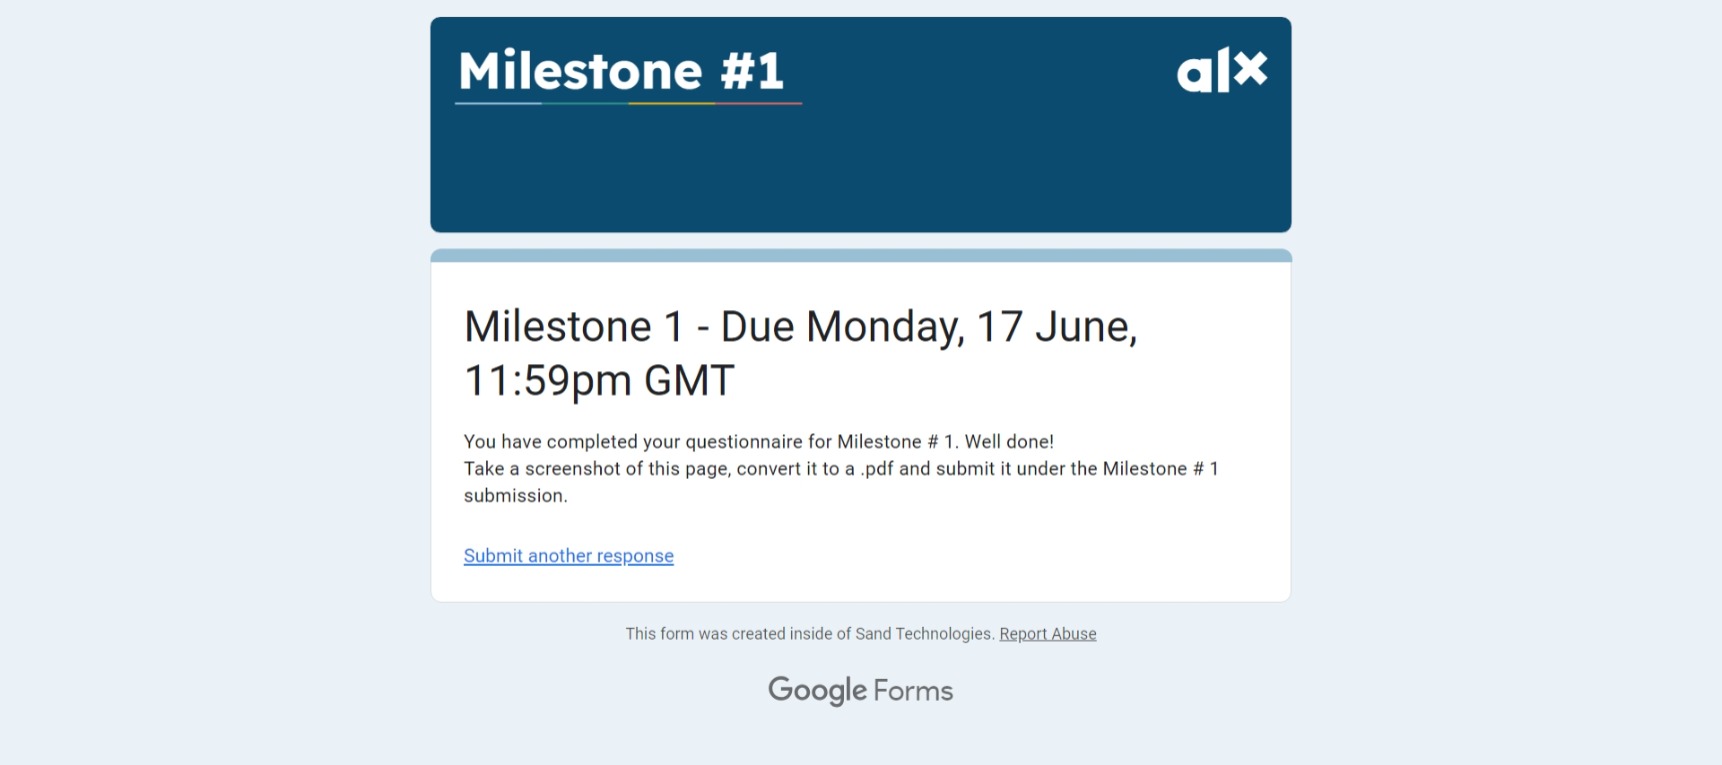 Milestone #1
alx
Milestone 1 - Due Monday, 17 June,
11:59pm GMT
You have completed your questionnaire for Milestone # 1. Well done!
Take a screenshot of this page, convert it to a .pdf and submit it under the Milestone # 1
submission.
Submit another response
This form was created inside of Sand Technologies. Report Abuse
Google Forms